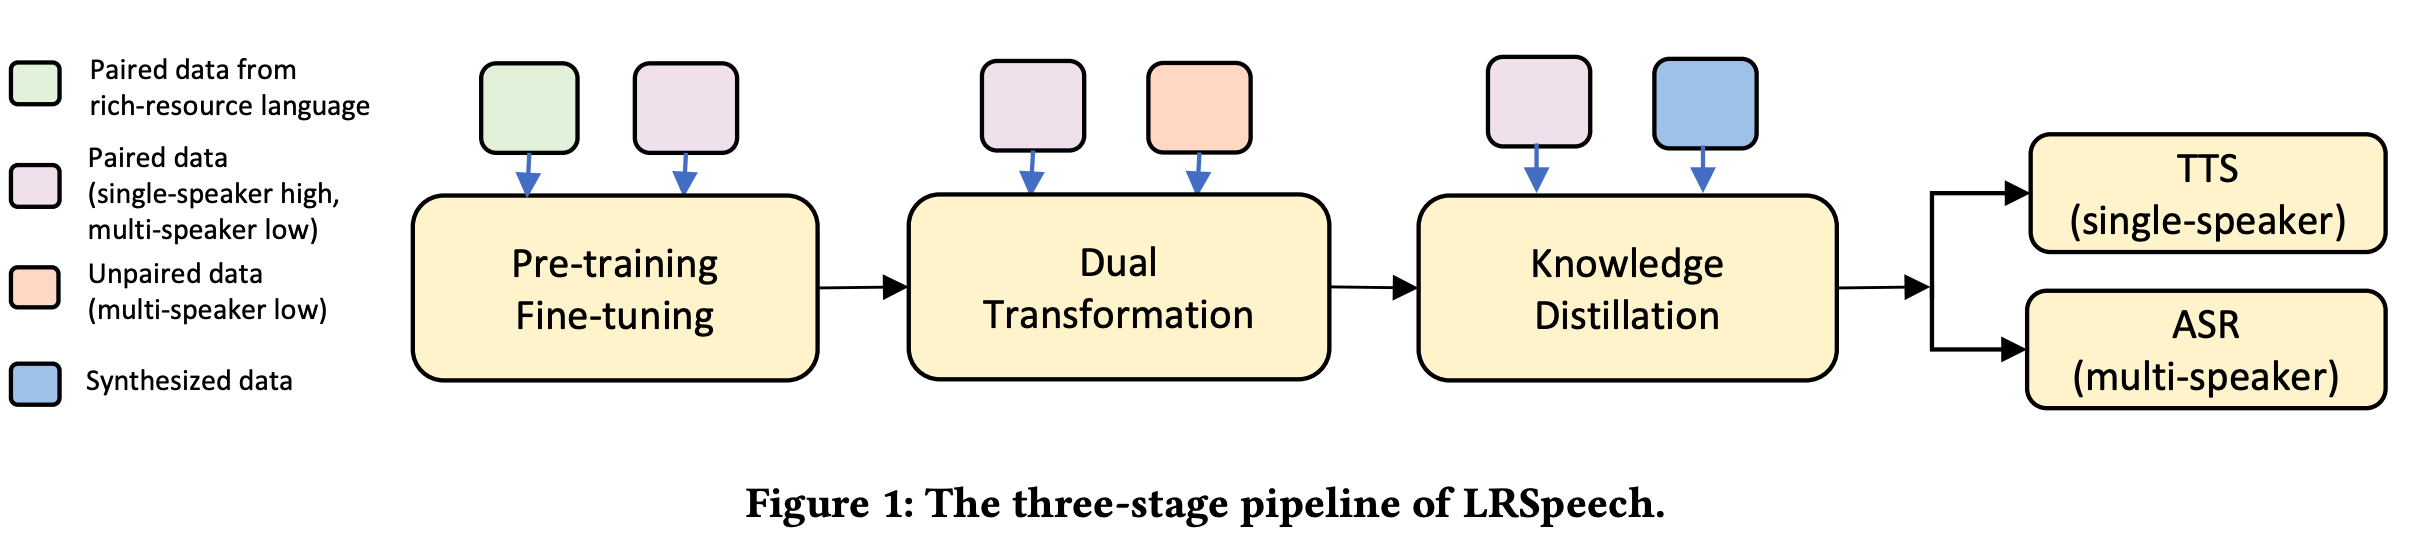 Paired data from
rich-resource language
Paired data
(single-speaker high,
multi-speaker low)
Unpaired data
(multi-speaker low)
Synthesized data
Pre-training
Fine-tuning
Dual
Transformation
Knowledge
Distillation
TTS
(single-speaker)
ASR
(multi-speaker)
Figure 1: The three-stage pipeline of LRSpeech.